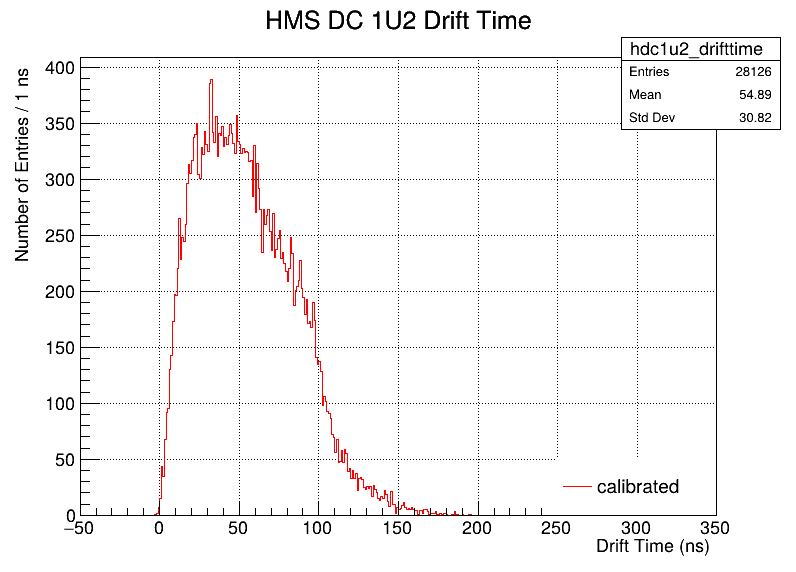 HMS DC 1U2 Drift Time
hdc1u2_drifttime
Entries 28126
Mean 54.89
Std Dev 30.82
Number of Entries / 1 ns
400
350
300
250
200
150
100
50
0
−50 0 50 100 150 200 250 300 350
Drift Time (ns)
calibrated